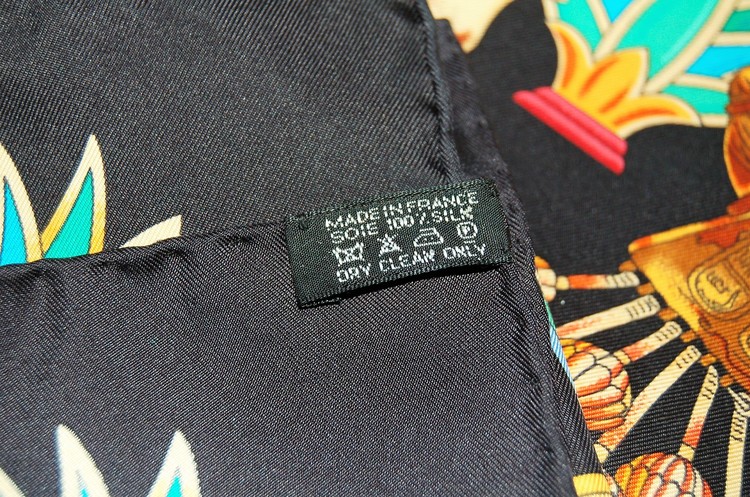 MADE IN FRANCE
SOIE 100% SILK
P
DRY CLEAN ONLY